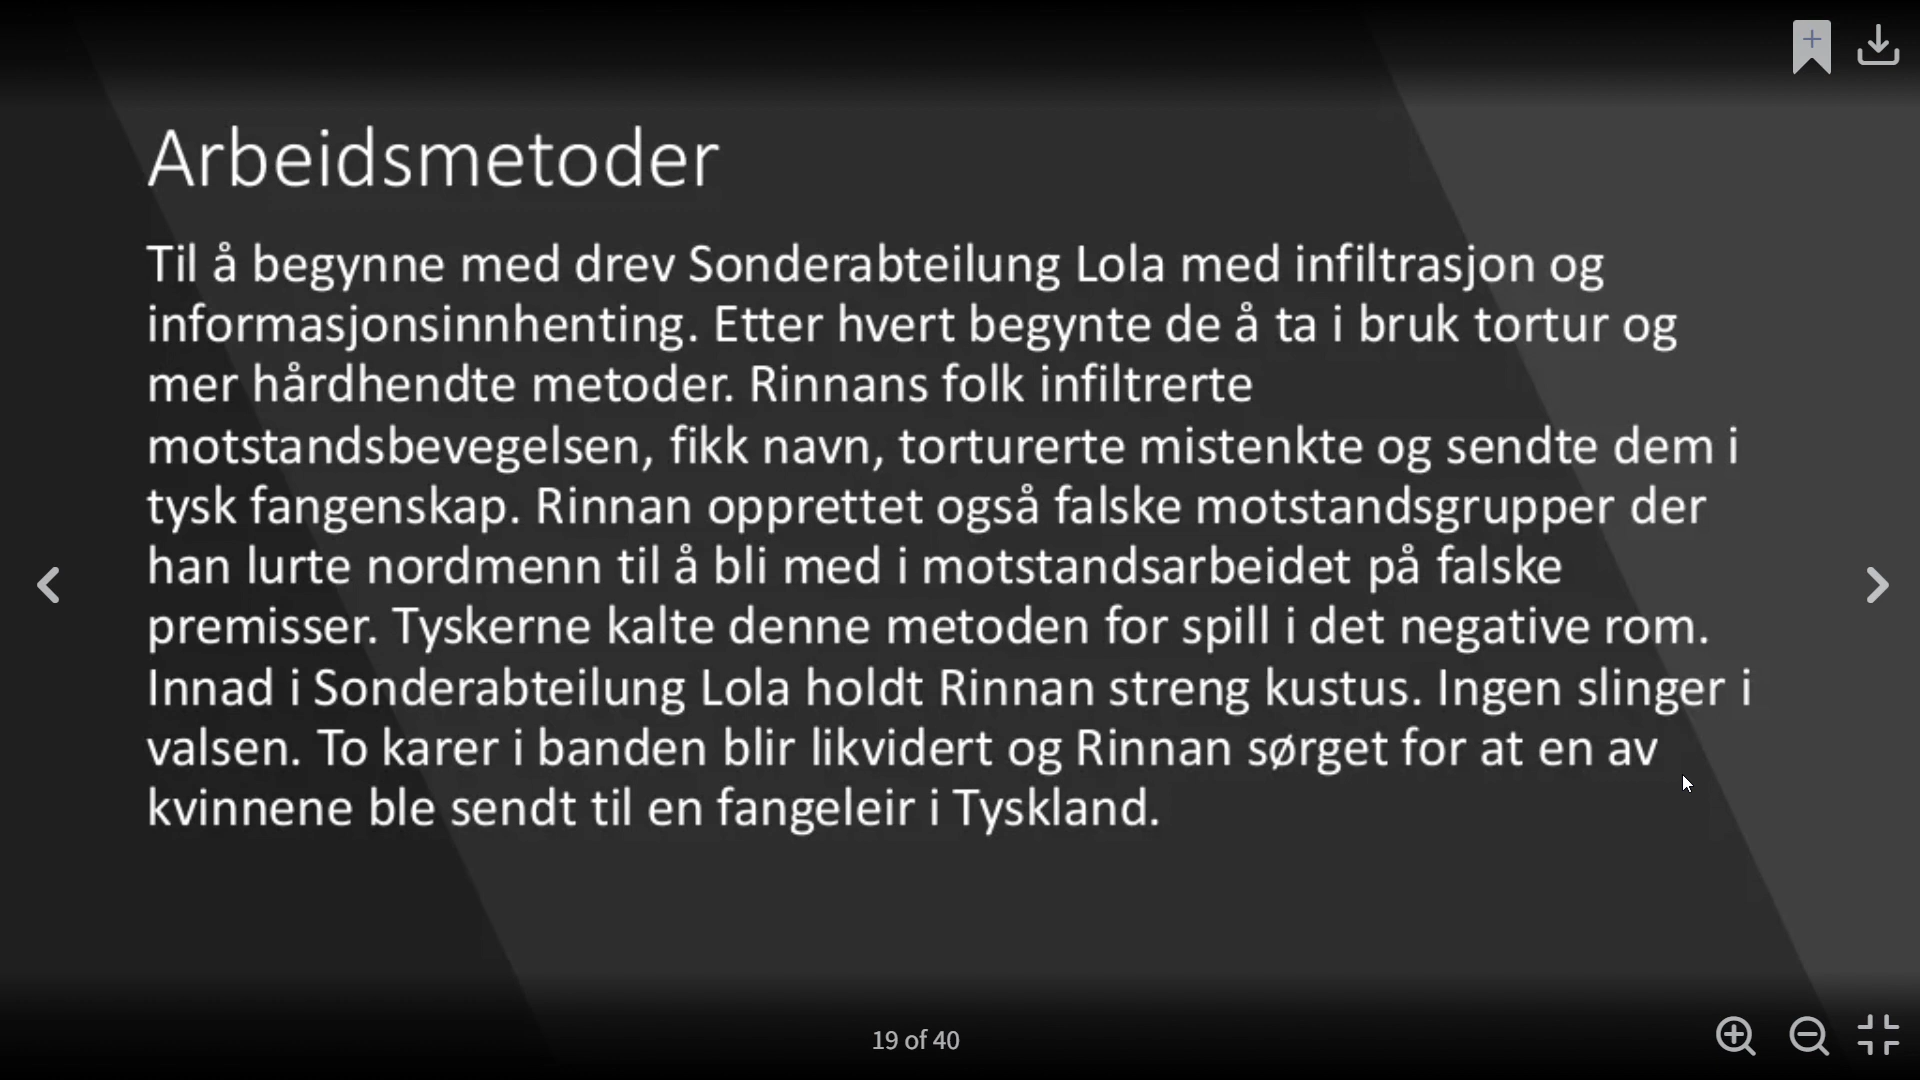 Arbeidsmetoder
Til å begynne med drev Sonderabteilung Lola med infiltrasjon og
informasjonsinnhenting. Etter hvert begynte de å ta i bruk tortur og
mer hårdhendte metoder. Rinnans folk infiltrerte
motstandsbevegelsen, fikk navn, torturerte mistenkte og sendte dem i
tysk fangenskap. Rinnan opprettet også falske motstandsgrupper der
han lurte nordmenn til å bli med i motstandsarbeidet på falske
premisser. Tyskerne kalte denne metoden for spill i det negative rom.
Innad i Sonderabteilung Lola holdt Rinnan streng kustus. Ingen slinger i
valsen. To karer i banden blir likvidert og Rinnan sørget for at en av
kvinnene ble sendt til en fangeleir i Tyskland.
19 of 40